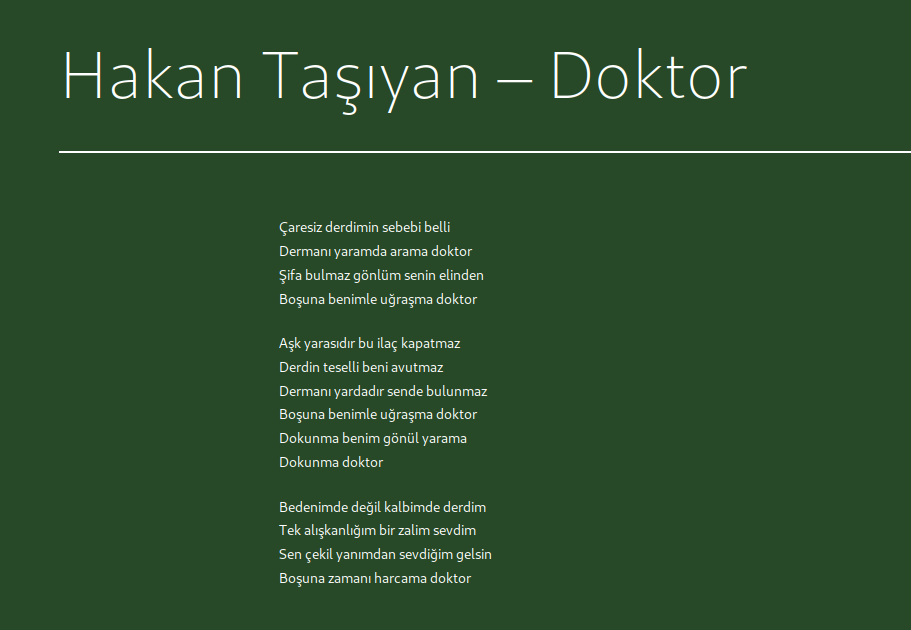 Hakan Taşıyan – Doktor
Çaresiz derdimin sebebi belli
Dermanı yaramda arama doktor
Şifa bulmaz gönlüm senin elinden
Boşuna benimle uğraşma doktor
Aşk yarasıdır bu ilaç kapatmaz
Derdin teselli beni avutmaz
Dermanı yardadır sende bulunmaz
Boşuna benimle uğraşma doktor
Dokunma benim gönül yarama
Dokunma doktor
Bedenimde değil kalbimde derdim
Tek alışkanlığım bir zalim sevdim
Sen çekil yanımdan sevdiğim gelsin
Boşuna zamanı harcama doktor